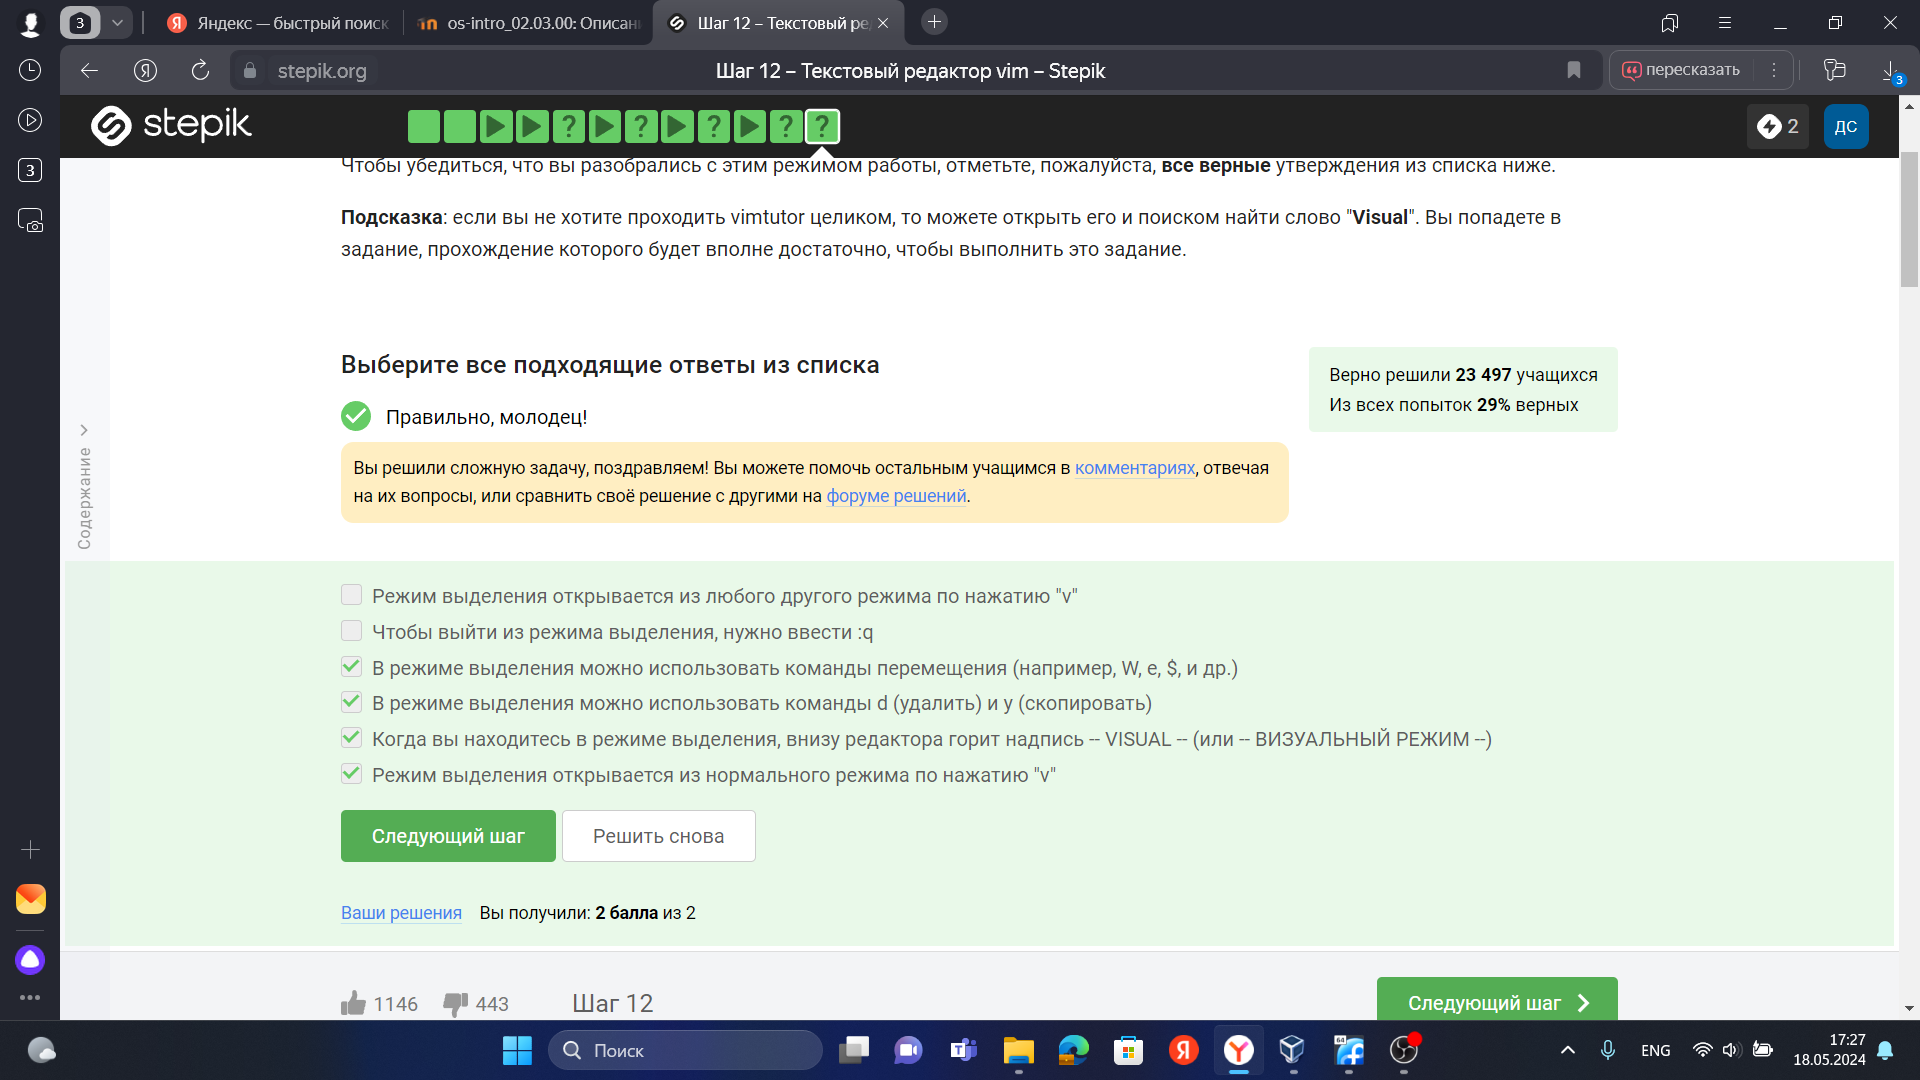 3
Яндекс — быстрый поиск
os-intro_02.03.00: Описани
Шаг 12 – Текстовый ре
stepik.org
Шаг 12 – Текстовый редактор vim – Stepik
пересказать
3
3
stepik
? ? ? ? ?
2
ДС
Чтобы убедиться, что вы разобрались с этим режимом работы, отметьте, пожалуйста, все верные утверждения из списка ниже.
Подсказка: если вы не хотите проходить vimtutor целиком, то можете открыть его и поиском найти слово "Visual". Вы попадете в
задание, прохождение которого будет вполне достаточно, чтобы выполнить это задание.
Содержание
Выберите все подходящие ответы из списка
Верно решили 23 497 учащихся
Из всех попыток 29% верных
Правильно, молодец!
Вы решили сложную задачу, поздравляем! Вы можете помочь остальным учащимся в комментариях, отвечая
на их вопросы, или сравнить своё решение с другими на форуме решений.
Режим выделения открывается из любого другого режима по нажатию "v"
Чтобы выйти из режима выделения, нужно ввести :q
В режиме выделения можно использовать команды перемещения (например, W, e, $, и др.)
В режиме выделения можно использовать команды d (удалить) и y (скопировать)
Когда вы находитесь в режиме выделения, внизу редактора горит надпись -- VISUAL -- (или -- ВИЗУАЛЬНЫЙ РЕЖИМ --)
Режим выделения открывается из нормального режима по нажатию "v"
Следующий шаг
Решить снова
Ваши решения Вы получили: 2 балла из 2
1146
443
Шаг 12
Следующий шаг
Поиск
ENG
17:27
18.05.2024